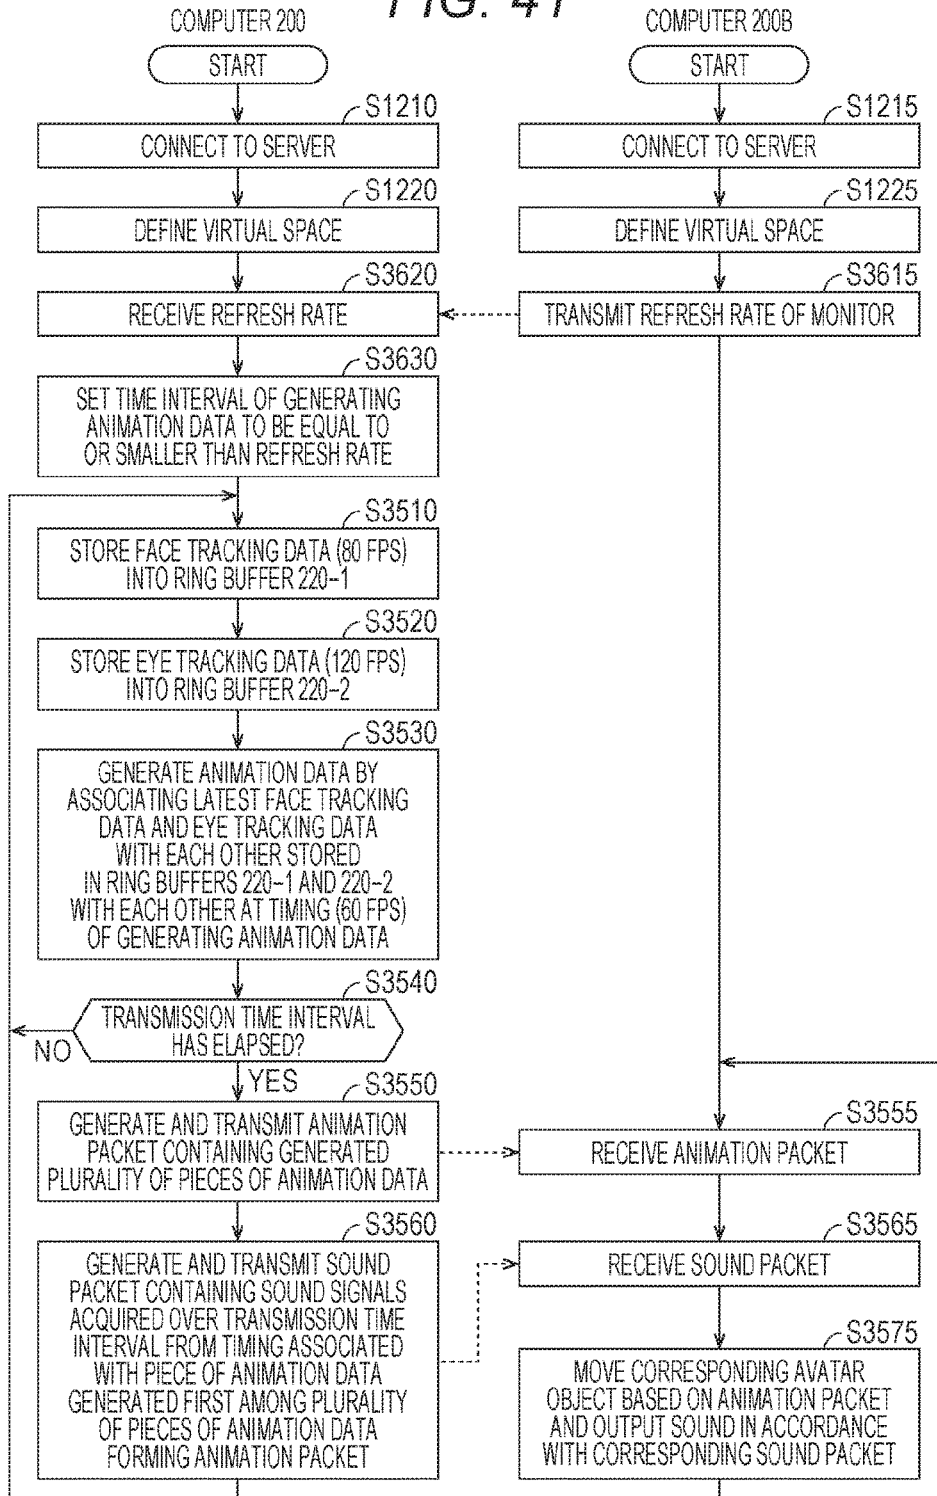 FIG. 41
COMPUTER 200
START
S1210
CONNECT TO SERVER
S1220
DEFINE VIRTUAL SPACE
S3620
RECEIVE REFRESH RATE
S3630
SET TIME INTERVAL OF GENERATING
ANIMATION DATA TO BE EQUAL TO
OR SMALLER THAN REFRESH RATE
S3510
STORE FACE TRACKING DATA (80 FPS)
INTO RING BUFFER 220-1
S3520
STORE EYE TRACKING DATA (120 FPS)
INTO RING BUFFER 220-2
S3530
GENERATE ANIMATION DATA BY
ASSOCIATING LATEST FACE TRACKING
DATA AND EYE TRACKING DATA
WITH EACH OTHER STORED
IN RING BUFFERS 220-1 AND 220-2
WITH EACH OTHER AT TIMING (60 FPS)
OF GENERATING ANIMATION DATA
S3540
TRANSMISSION TIME INTERVAL
HAS ELAPSED?
NO
YES
S3550
GENERATE AND TRANSMIT ANIMATION
PACKET CONTAINING GENERATED
PLURALITY OF PIECES OF ANIMATION DATA
S3560
GENERATE AND TRANSMIT SOUND
PACKET CONTAINING SOUND SIGNALS
ACQUIRED OVER TRANSMISSION TIME
INTERVAL FROM TIMING ASSOCIATED
WITH PIECE OF ANIMATION DATA
GENERATED FIRST AMONG PLURALITY
OF PIECES OF ANIMATION DATA
FORMING ANIMATION PACKET
COMPUTER 200B
START
S1215
CONNECT TO SERVER
S1225
DEFINE VIRTUAL SPACE
S3615
TRANSMIT REFRESH RATE OF MONITOR
S3555
RECEIVE ANIMATION PACKET
S3565
RECEIVE SOUND PACKET
S3575
MOVE CORRESPONDING AVATAR
OBJECT BASED ON ANIMATION PACKET
AND OUTPUT SOUND IN ACCORDANCE
WITH CORRESPONDING SOUND PACKET